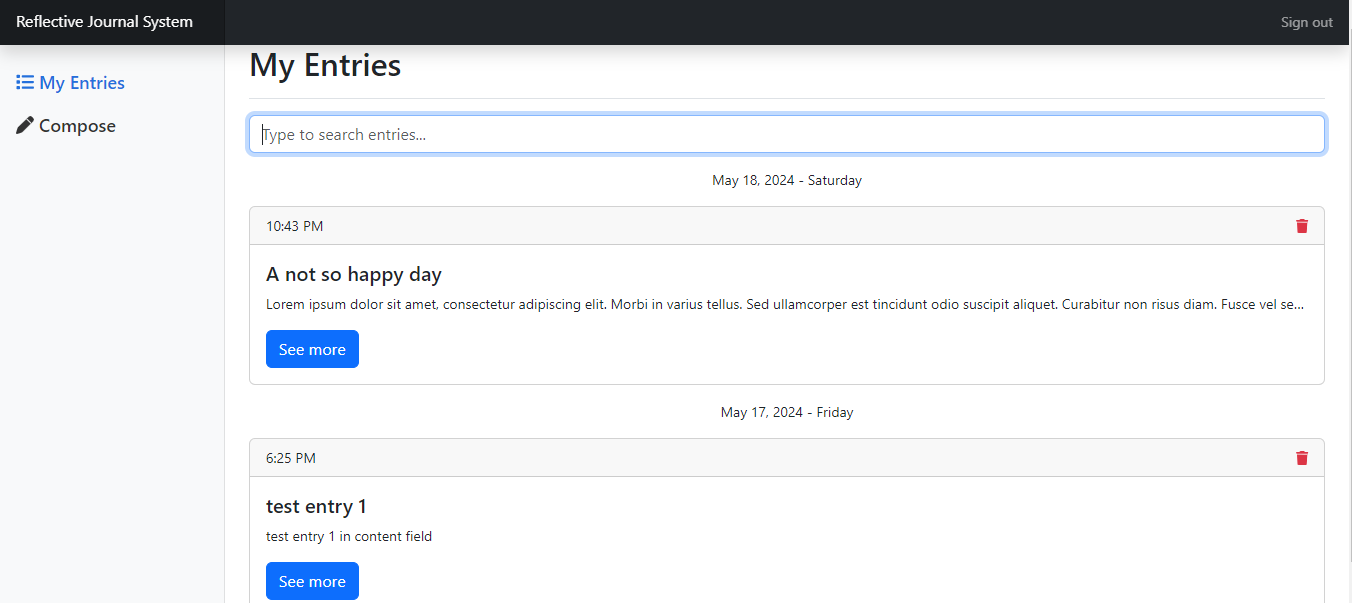 Reflective Journal System
Sign out
My Entries
Compose
My Entries
Type to search entries...
May 18, 2024 - Saturday
10:43 PM
A not so happy day
Lorem ipsum dolor sit amet, consectetur adipiscing elit. Morbi in varius tellus. Sed ullamcorper est tincidunt odio suscipit aliquet. Curabitur non risus diam. Fusce vel se...
See more
May 17, 2024 - Friday
6:25 PM
test entry 1
test entry 1 in content field
See more